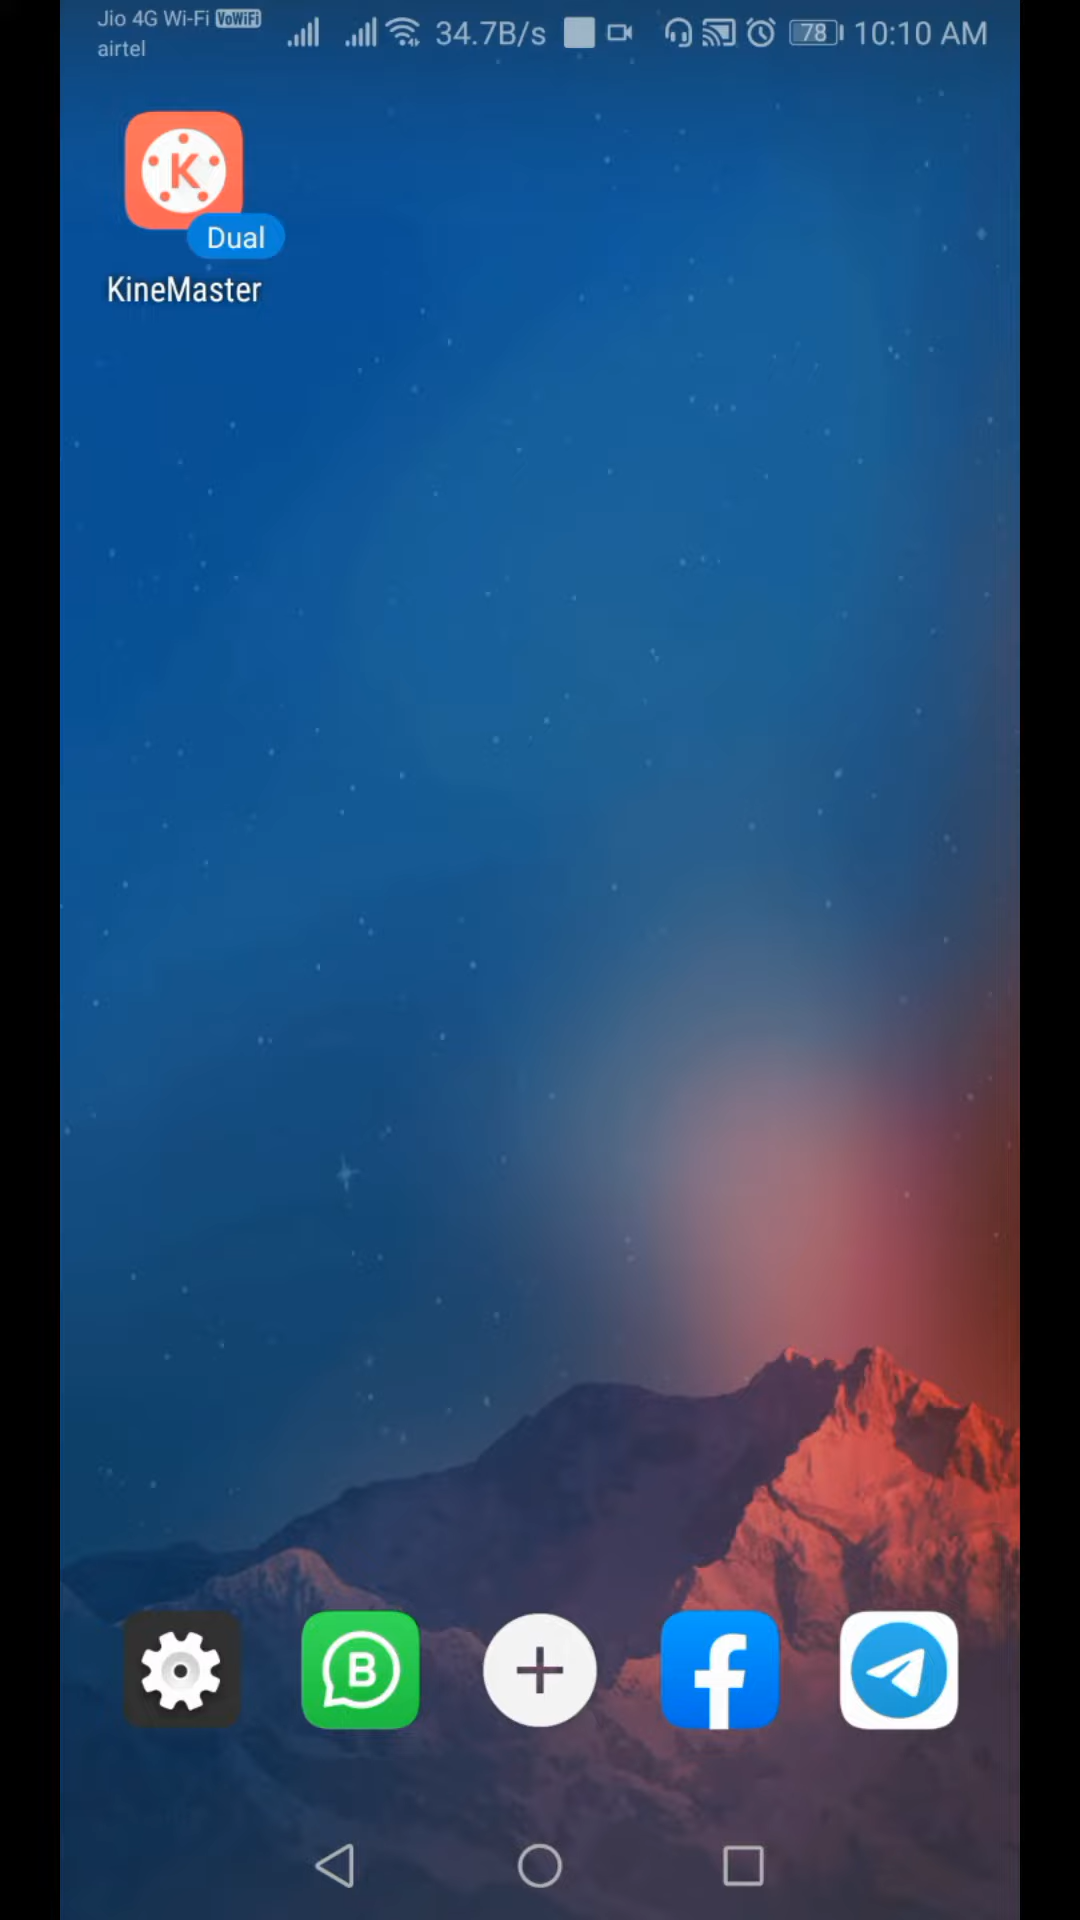 Jio 4G Wi-Fi VoWiFi
airtel
34.7B/s
78
10:10 AM
K
Dual
KineMaster
B